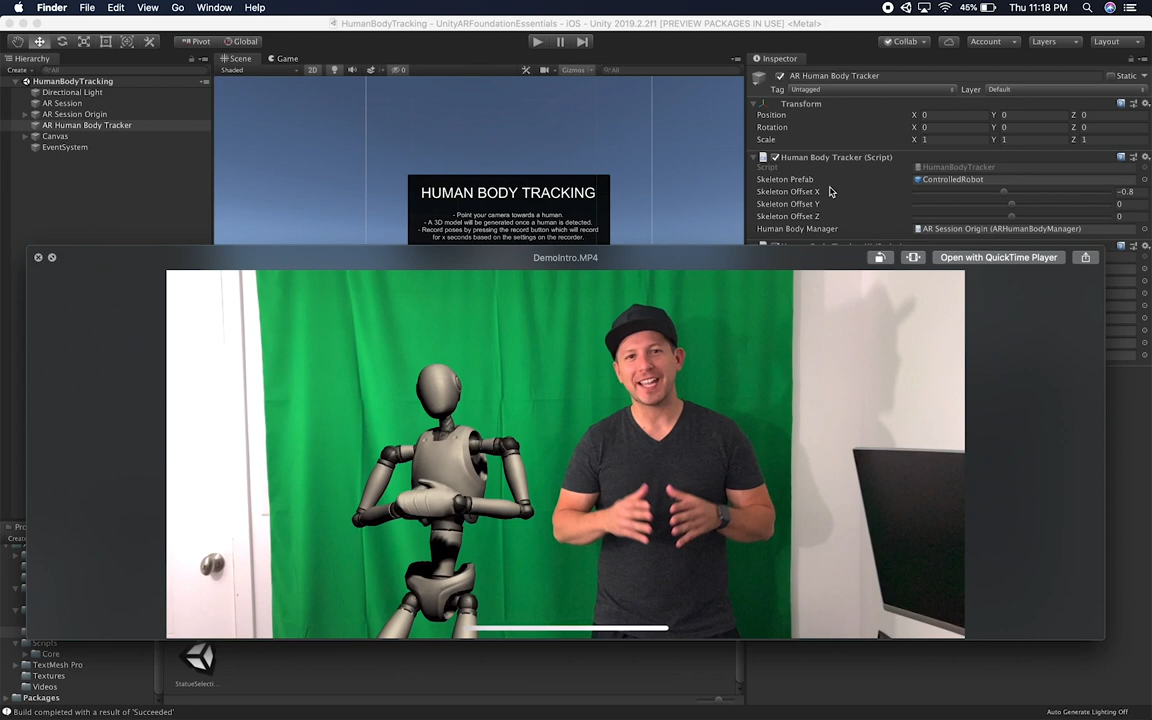 Finder File Edit View Go Window Help
45% Thu 11:18 PM
HumanBodyTracking - UnityARFoundationEssentials - iOS - Unity 2019.2.2f1 [PREVIEW PACKAGES IN USE] <Metal>
Pivot Global
Collab Account Layers Layout
Hierarchy
Create All
HumanBodyTracking
Directional Light
AR Session
AR Session Origin
AR Human Body Tracker
Canvas
EventSystem
Scene Game
Shaded 2D 0 Gizmos All
HUMAN BODY TRACKING
- Point your camera towards a human.
- A 3D model will be generated once a human is detected.
- Record poses by pressing the record button which will record
for x seconds based on the settings on the recorder.
Inspector
AR Human Body Tracker Static
Tag Untagged Layer Default
Transform
Position X 0 Y 0 Z 0
Rotation X 0 Y 0 Z 0
Scale X 1 Y 1 Z 1
Human Body Tracker (Script)
Script HumanBodyTracker
Skeleton Prefab ControlledRobot
Skeleton Offset X -0.8
Skeleton Offset Y 0
Skeleton Offset Z 0
Human Body Manager AR Session Origin (ARHumanBodyManager)
DemoIntro.MP4
Open with QuickTime Player
Pro
Create
Scripts
Core
TextMesh Pro
Textures
Videos
Packages
StatueSelecti...
Build completed with a result of 'Succeeded'
Auto Generate Lighting Off